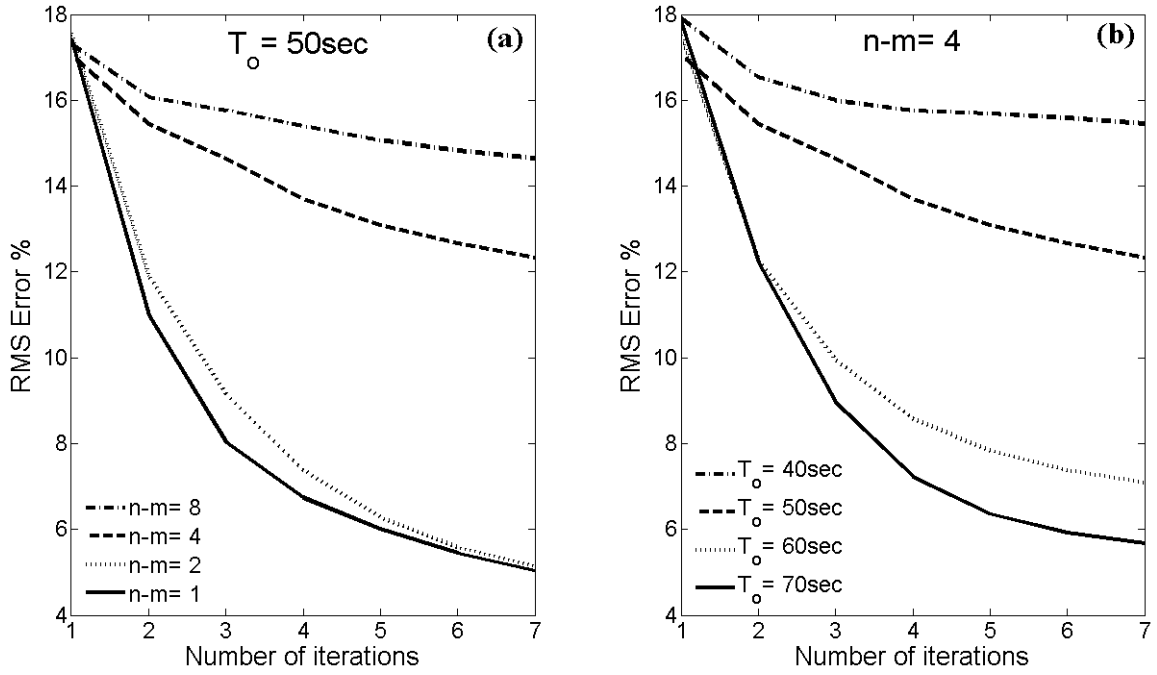 T_o = 50sec
(a)
RMS Error %
18
16
14
12
10
8
6
4
n-m= 8
n-m= 4
n-m= 2
n-m= 1
1 2 3 4 5 6 7
Number of iterations
n-m= 4
(b)
RMS Error %
18
16
14
12
10
8
6
4
T_o = 40sec
T_o = 50sec
T_o = 60sec
T_o = 70sec
1 2 3 4 5 6 7
Number of iterations